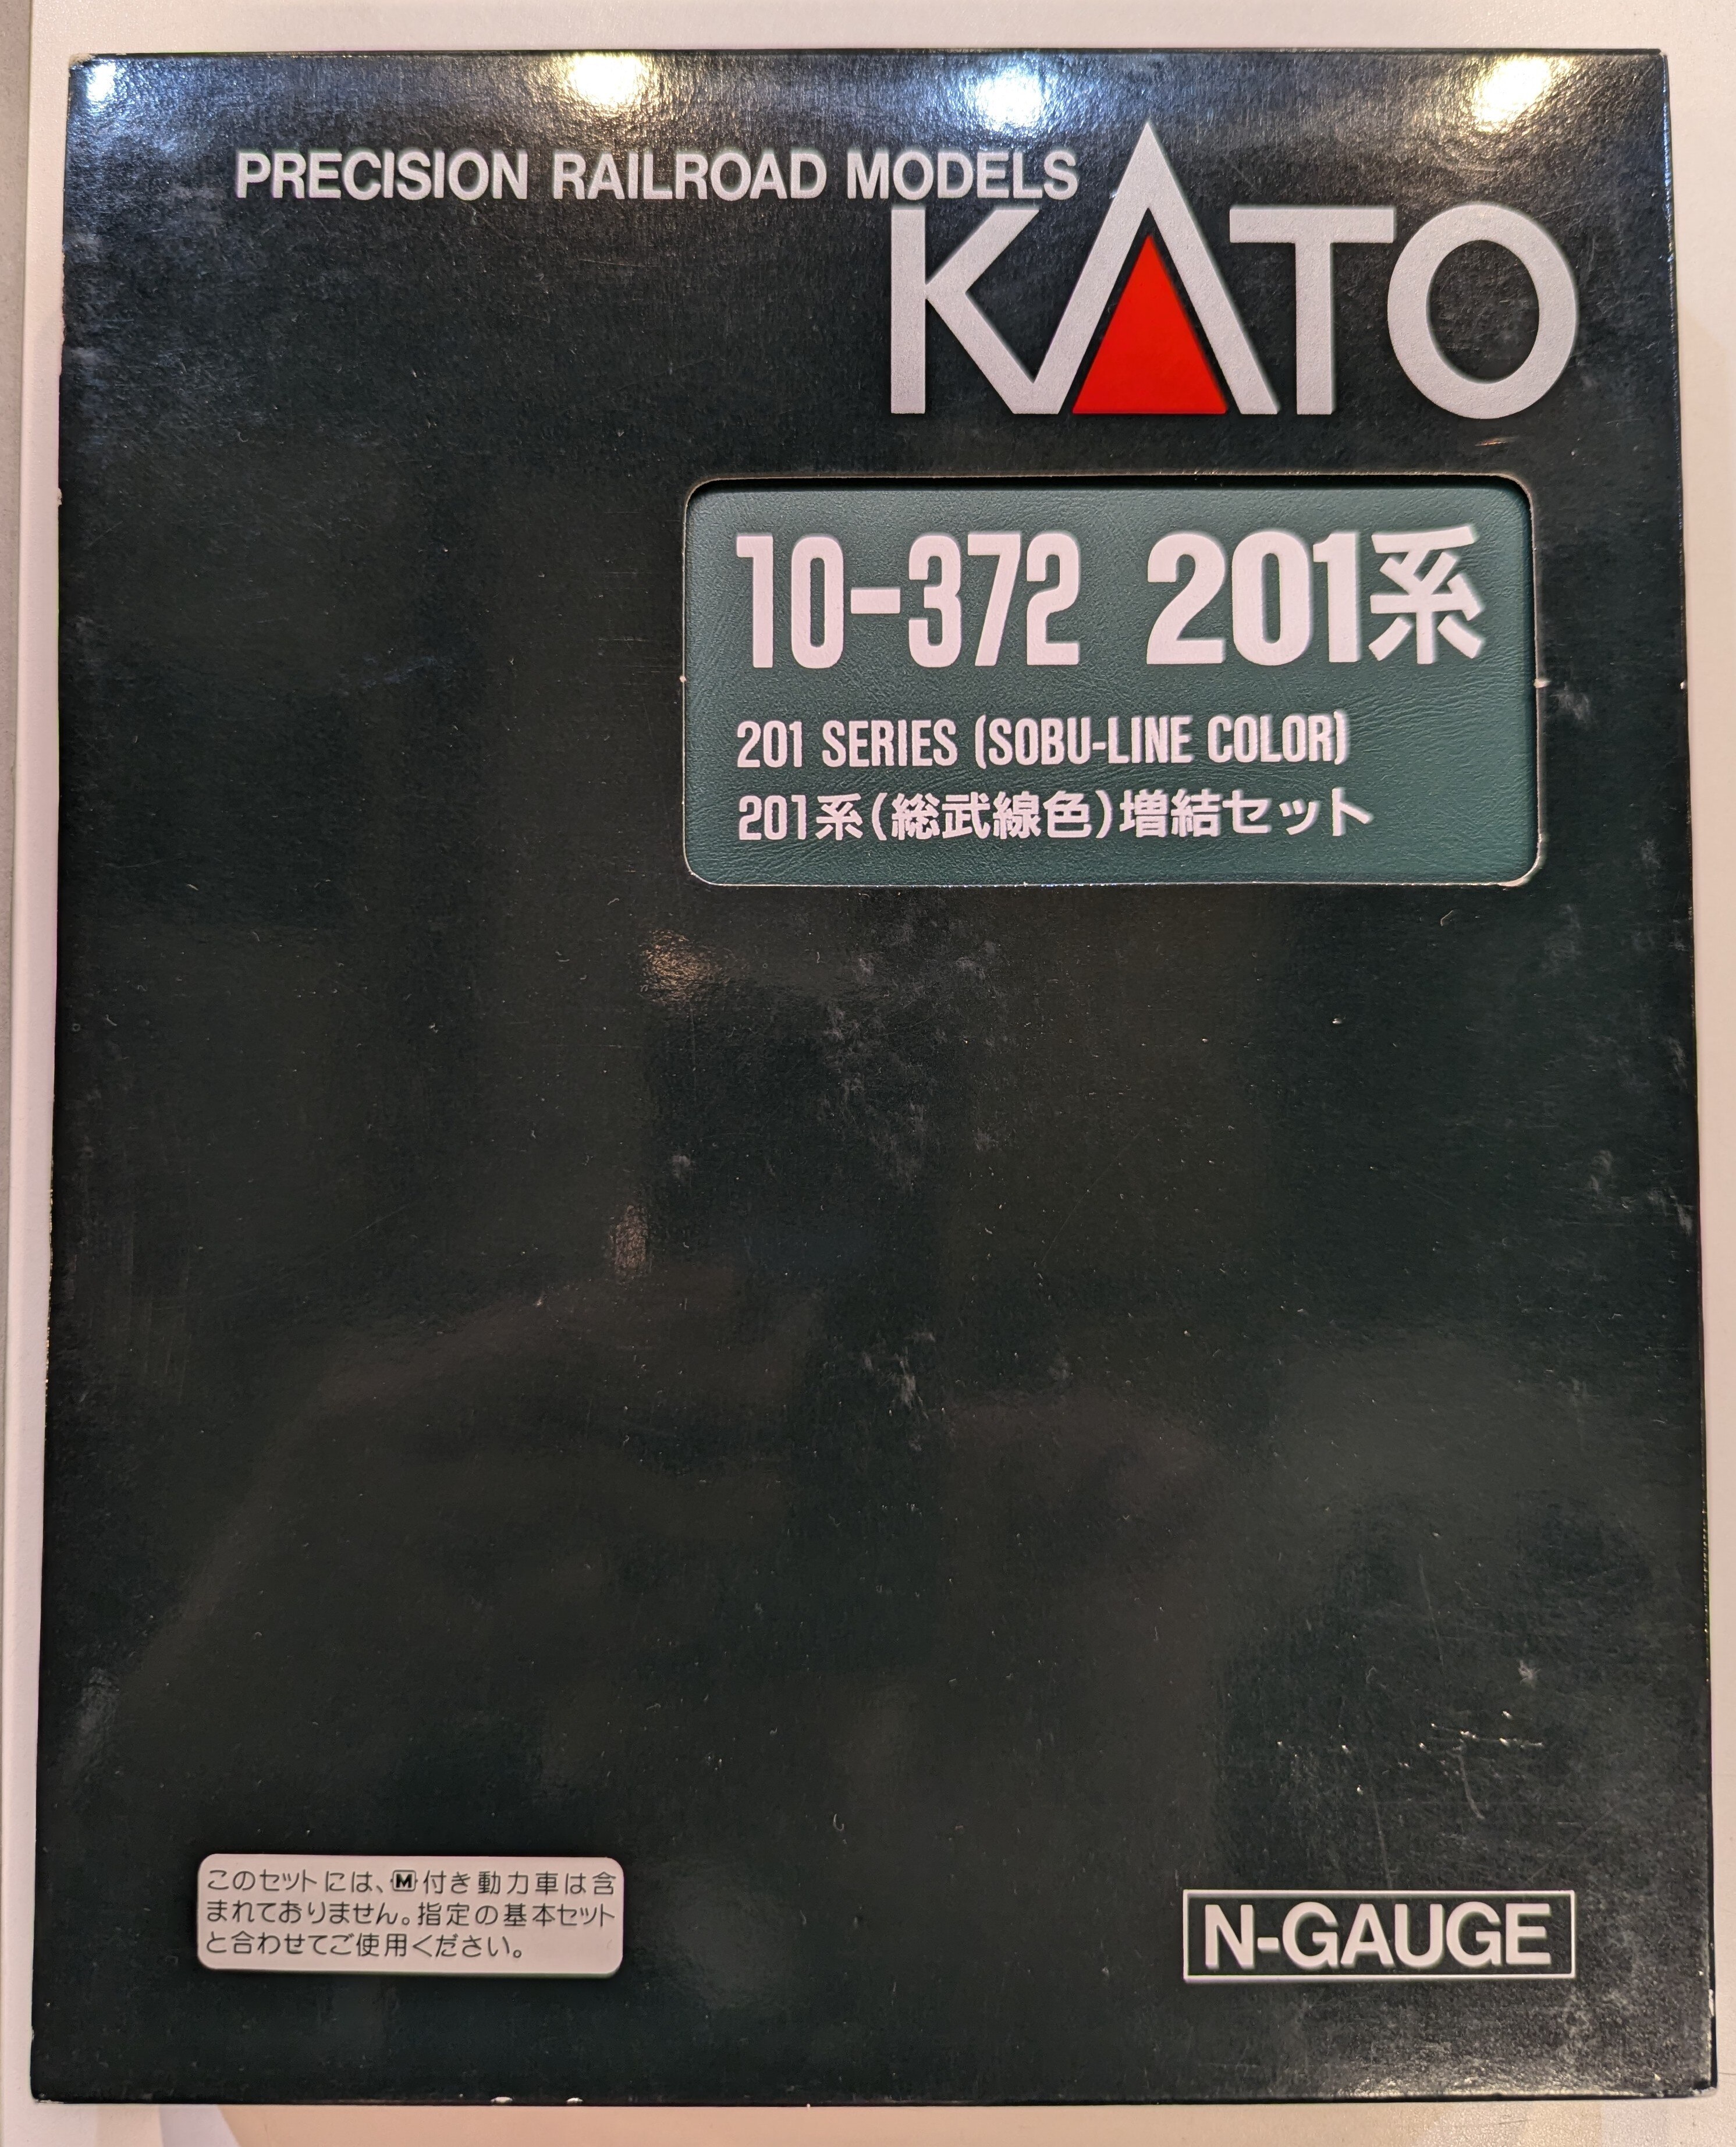 PRECISION RAILROAD MODELS
KATO
10-372 201系
201 SERIES (SOBU-LINE COLOR)
201系(総武線色)増結セット
このセットには、M付き動力車は含
まれておりません。指定の基本セット
と合わせてご使用ください。
N-GAUGE